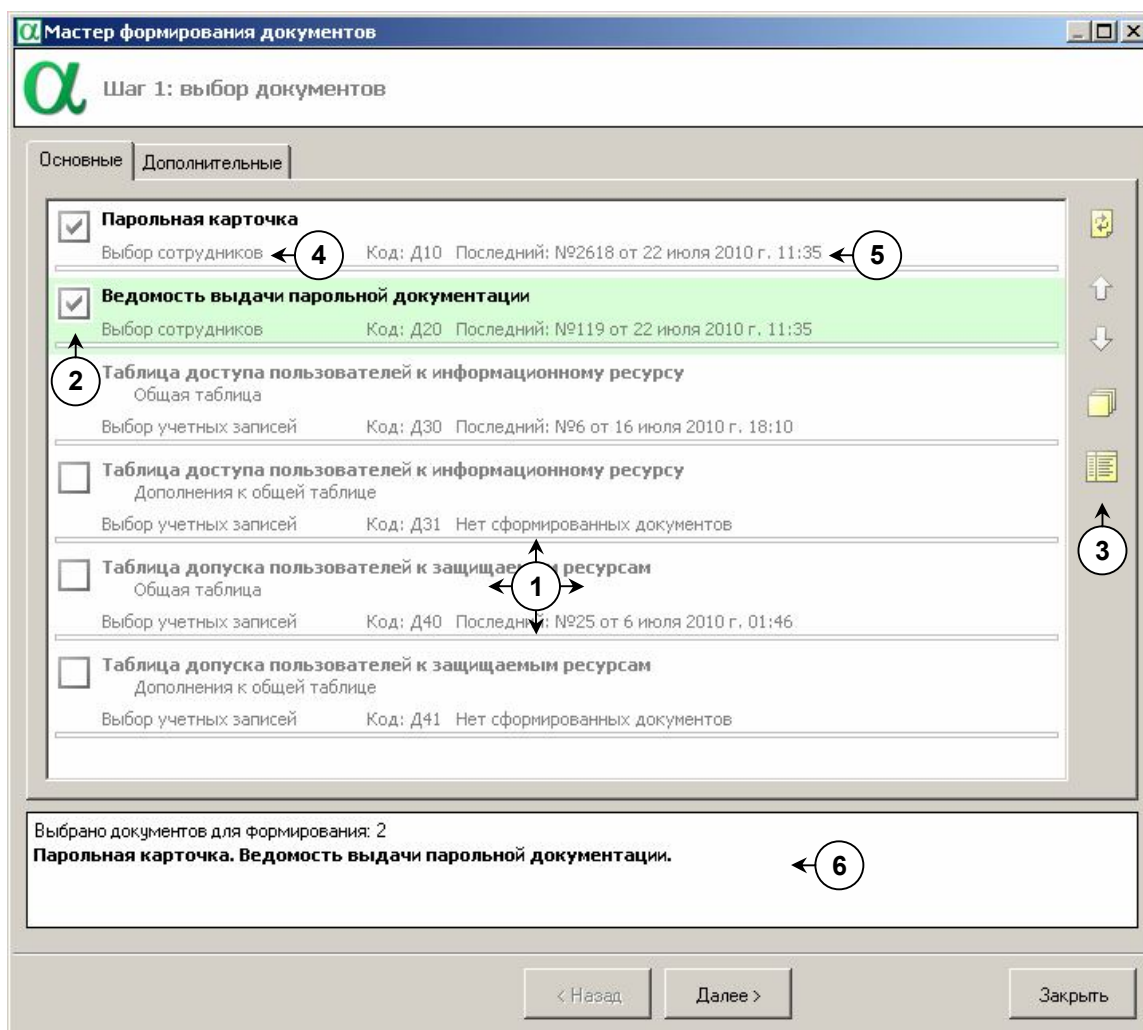 α Мастер формирования документов
α Шаг 1: выбор документов
Основные Дополнительные
Парольная карточка
Выбор сотрудников 4 Код: Д10 Последний: №2618 от 22 июля 2010 г. 11:35 5
Ведомость выдачи парольной документации
Выбор сотрудников Код: Д20 Последний: №119 от 22 июля 2010 г. 11:35
2
Таблица доступа пользователей к информационному ресурсу
Общая таблица
Выбор учетных записей Код: Д30 Последний: №6 от 16 июля 2010 г. 18:10
Таблица доступа пользователей к информационному ресурсу
Дополнения к общей таблице
Выбор учетных записей Код: Д31 Нет сформированных документов
3
Таблица допуска пользователей к защищаемым ресурсам
1
Общая таблица
Выбор учетных записей Код: Д40 Последний: №25 от 6 июля 2010 г. 01:46
Таблица допуска пользователей к защищаемым ресурсам
Дополнения к общей таблице
Выбор учетных записей Код: Д41 Нет сформированных документов
Выбрано документов для формирования: 2
Парольная карточка. Ведомость выдачи парольной документации.
6
< Назад Далее > Закрыть